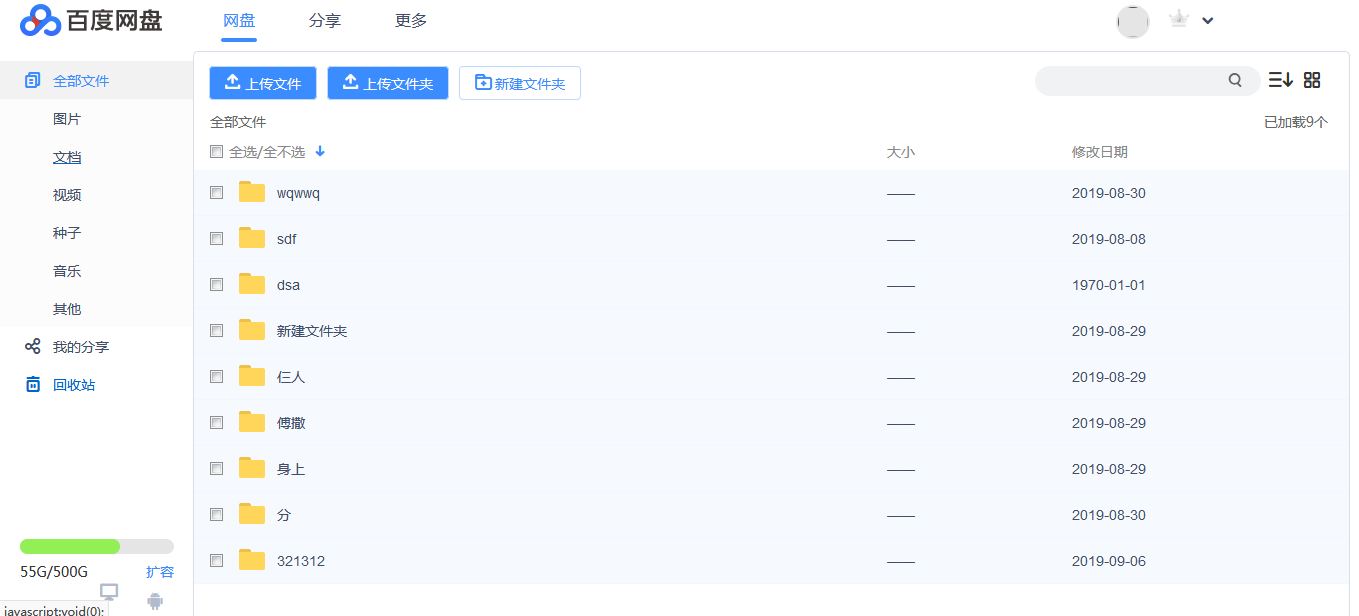 百度网盘
网盘
分享
更多
全部文件
图片
文档
视频
种子
音乐
其他
我的分享
回收站
55G/500G 扩容
javascript:void(0);
上传文件 上传文件夹 新建文件夹
全部文件 已加载9个
全选/全不选 大小 修改日期
wqwwq —— 2019-08-30
sdf —— 2019-08-08
dsa —— 1970-01-01
新建文件夹 —— 2019-08-29
仨人 —— 2019-08-29
傅撒 —— 2019-08-29
身上 —— 2019-08-29
分 —— 2019-08-30
321312 —— 2019-09-06